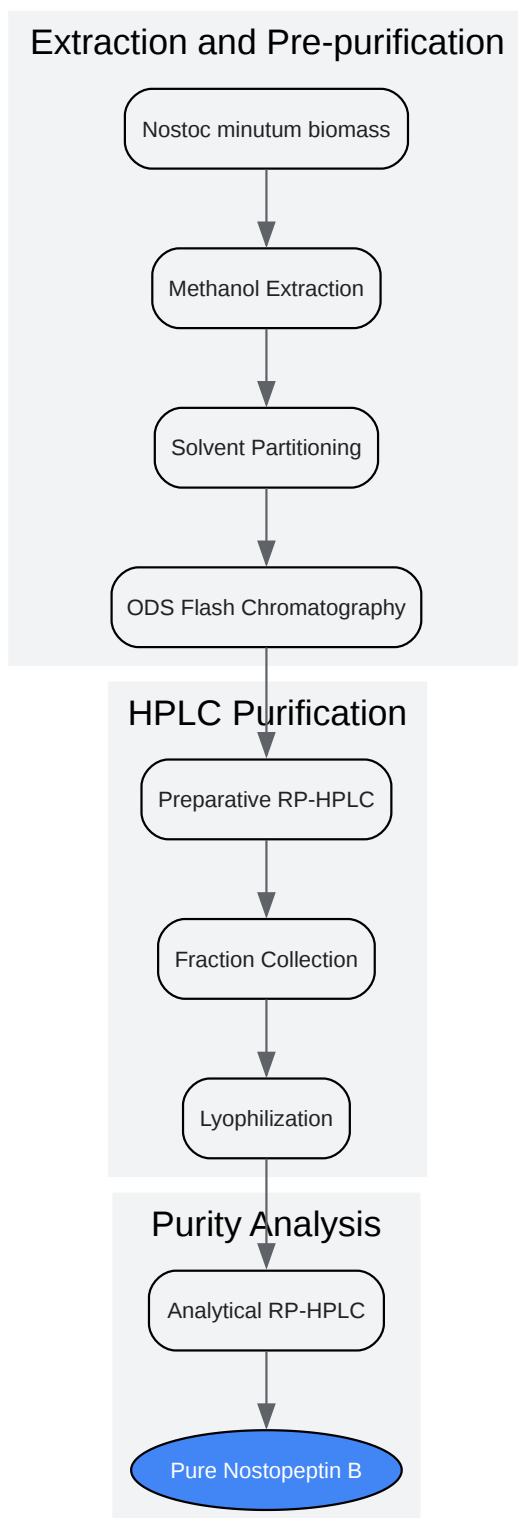 Extraction and Pre-purification
Nostoc minutum biomass
Methanol Extraction
Solvent Partitioning
ODS Flash Chromatography
HPLC Purification
Preparative RP-HPLC
Fraction Collection
Lyophilization
Purity Analysis
Analytical RP-HPLC
Pure Nostopeptin B